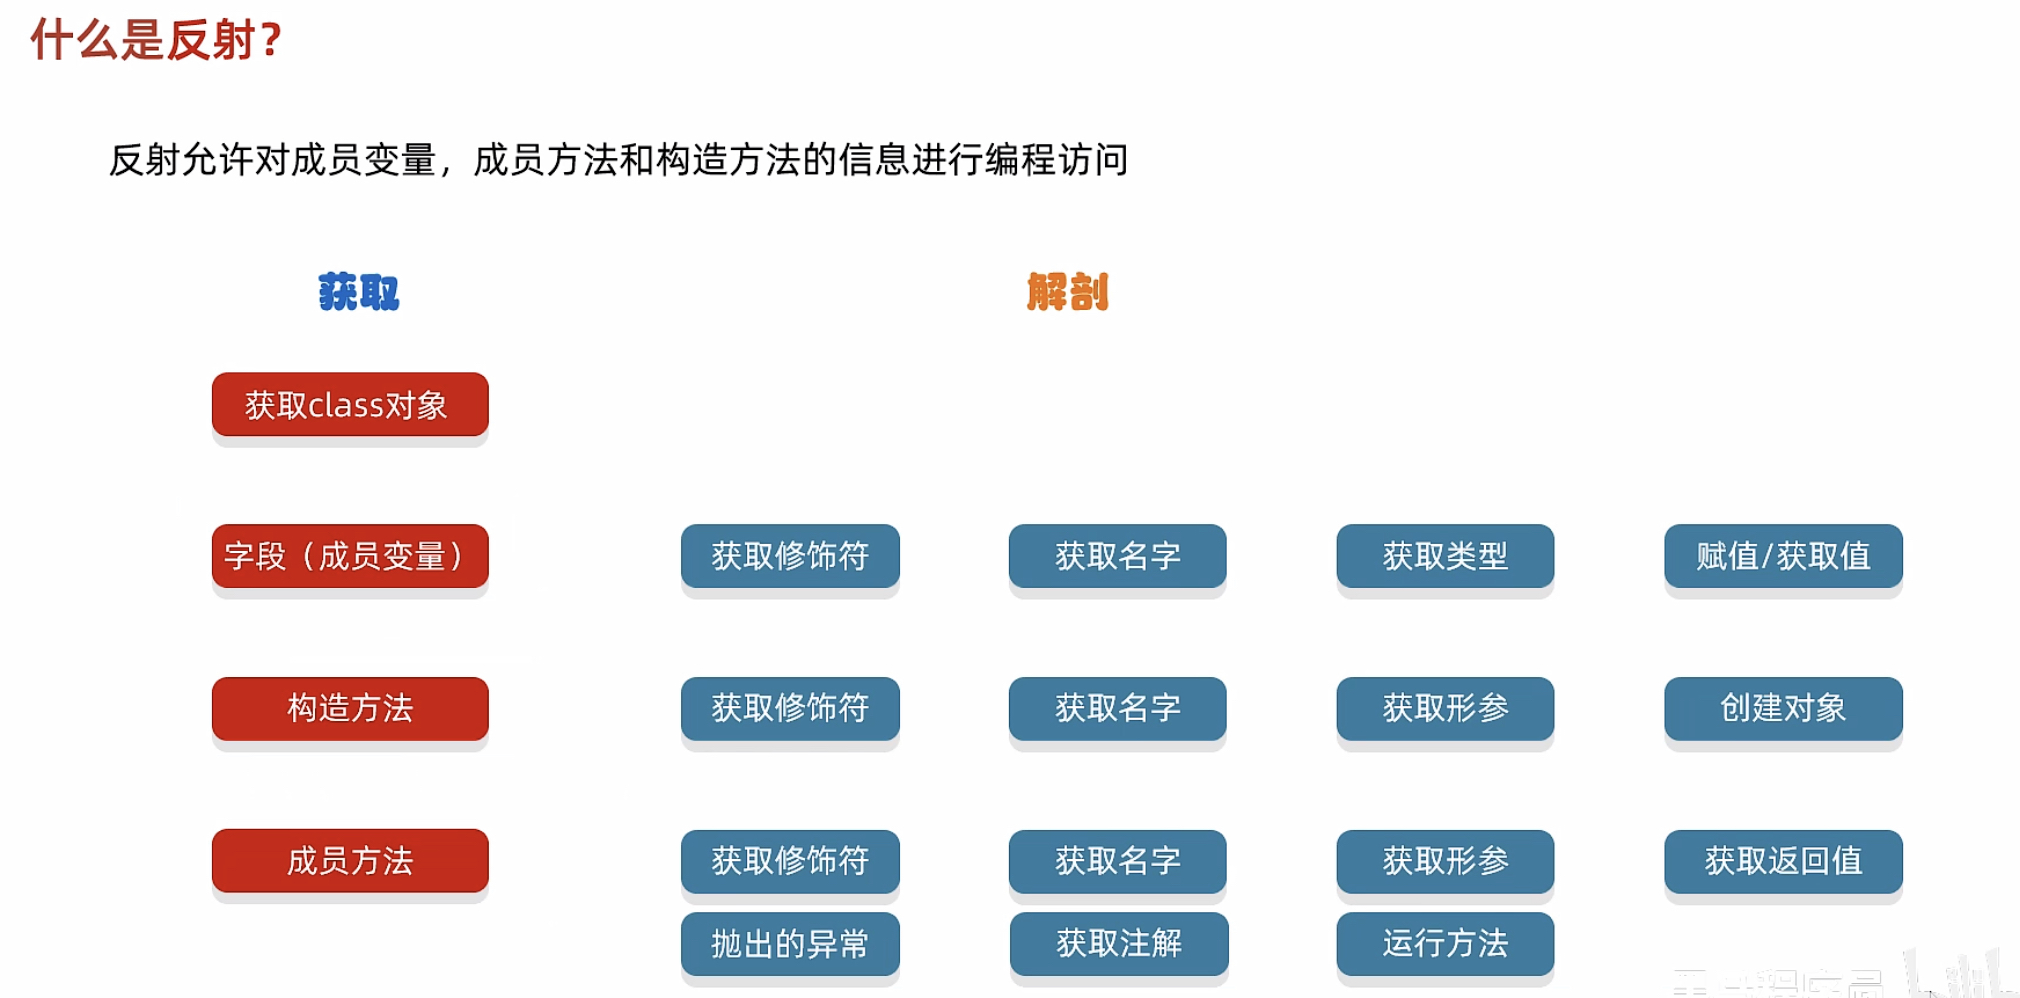 什么是反射？
反射允许对成员变量，成员方法和构造方法的信息进行编程访问
获取
解剖
获取class对象
字段（成员变量） 获取修饰符 获取名字 获取类型 赋值/获取值
构造方法 获取修饰符 获取名字 获取形参 创建对象
成员方法 获取修饰符 获取名字 获取形参 获取返回值
抛出的异常 获取注解 运行方法